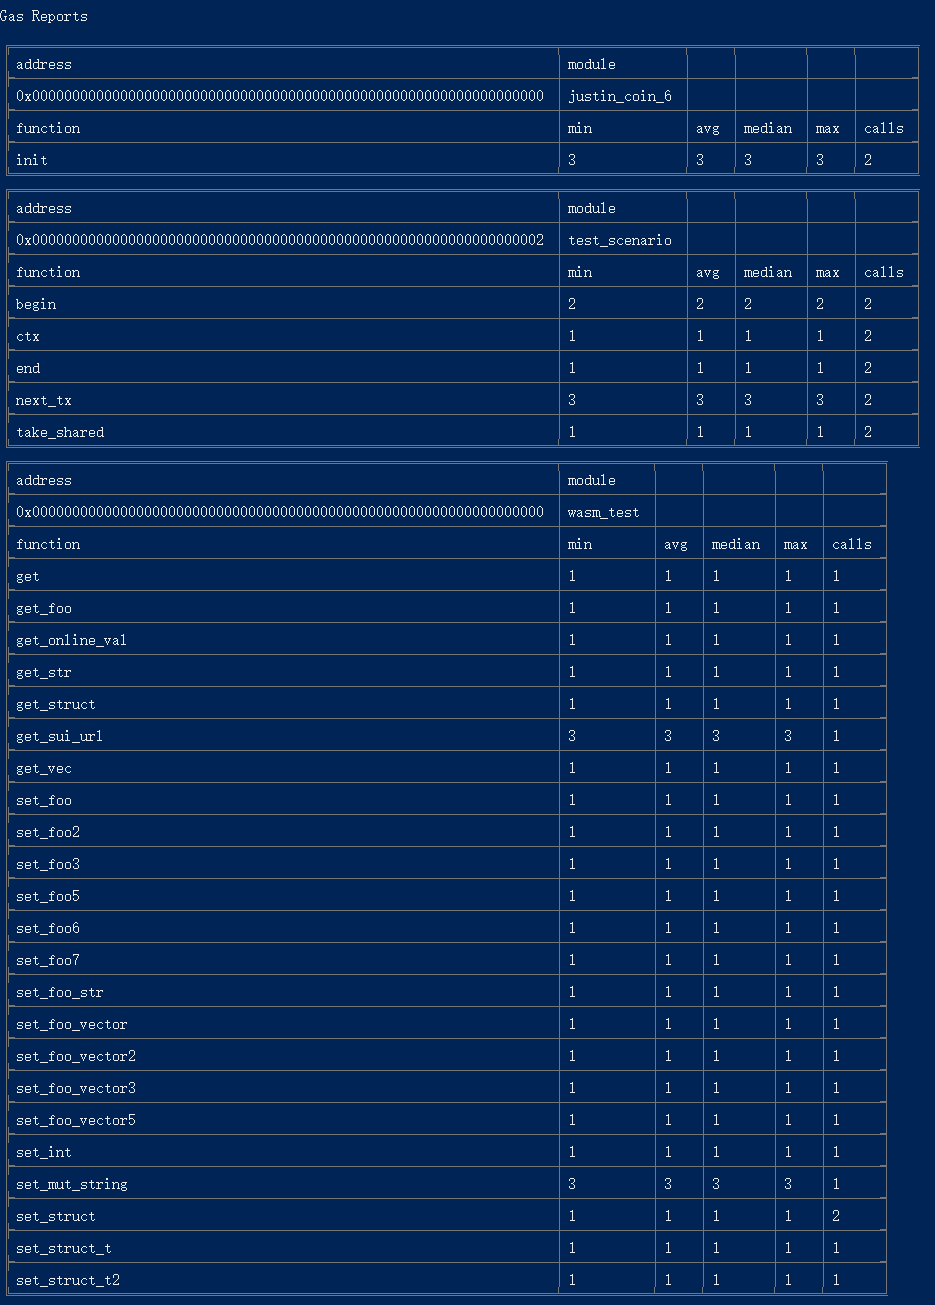 Gas Reports
address module
0x0000000000000000000000000000000000000000000000000000000000000000 justin_coin_6
function min avg median max calls
init 3 3 3 3 2
address module
0x0000000000000000000000000000000000000000000000000000000000000002 test_scenario
function min avg median max calls
begin 2 2 2 2 2
ctx 1 1 1 1 2
end 1 1 1 1 2
next_tx 3 3 3 3 2
take_shared 1 1 1 1 2
address module
0x0000000000000000000000000000000000000000000000000000000000000000 wasm_test
function min avg median max calls
get 1 1 1 1 1
get_foo 1 1 1 1 1
get_online_val 1 1 1 1 1
get_str 1 1 1 1 1
get_struct 1 1 1 1 1
get_sui_url 3 3 3 3 1
get_vec 1 1 1 1 1
set_foo 1 1 1 1 1
set_foo2 1 1 1 1 1
set_foo3 1 1 1 1 1
set_foo5 1 1 1 1 1
set_foo6 1 1 1 1 1
set_foo7 1 1 1 1 1
set_foo_str 1 1 1 1 1
set_foo_vector 1 1 1 1 1
set_foo_vector2 1 1 1 1 1
set_foo_vector3 1 1 1 1 1
set_foo_vector5 1 1 1 1 1
set_int 1 1 1 1 1
set_mut_string 3 3 3 3 1
set_struct 1 1 1 1 2
set_struct_t 1 1 1 1 1
set_struct_t2 1 1 1 1 1